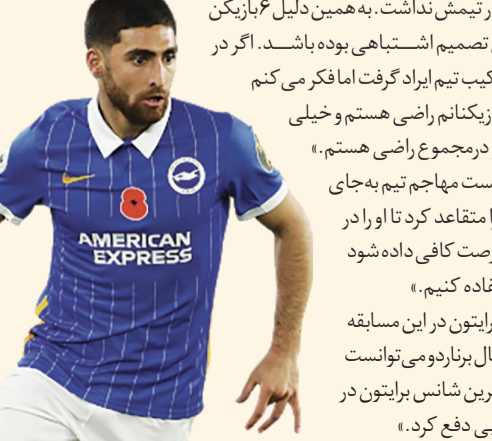 ر تیمش نداشت. به‌همین دلیل ۶ بازیکن
تصمیم اشتباهی بوده باشد. اگر در
کیب تیم ایراد گرفت اما فکر می‌کنم
زیکنانم راضی هستم و خیلی
درمجموع راضی هستم.»
ست مهاجم تیم به‌جای
متقاعد کرد تا او را در
رصت کافی داده شود
فاده کنیم.»
رایتون در این مسابقه
ال برناردو می‌توانست
رین شانس برایتون در
یی دفع کرد.»
AMERICAN
EXPRESS